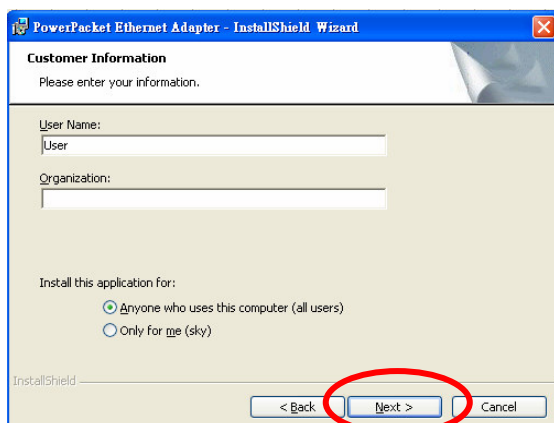 PowerPacket Ethernet Adapter - InstallShield Wizard
Customer Information
Please enter your information.
User Name:
User
Organization:
Install this application for:
Anyone who uses this computer (all users)
Only for me (sky)
InstallShield
< Back Next > Cancel